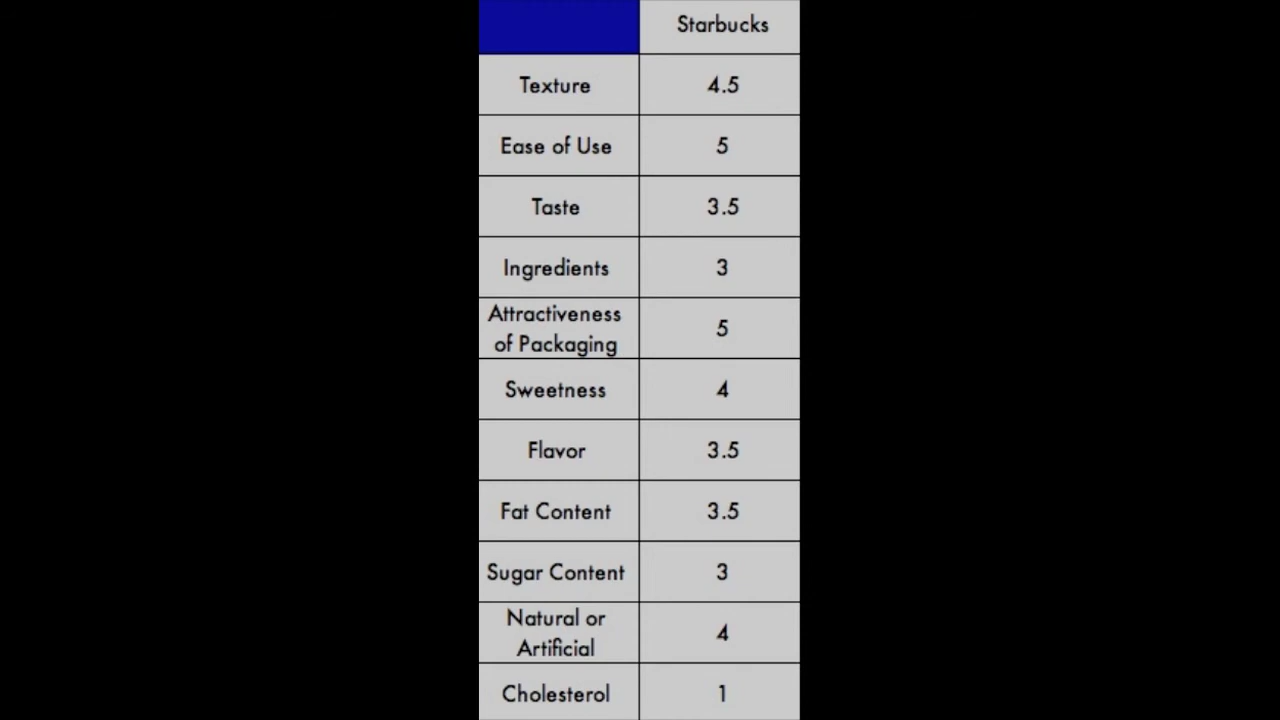 Starbucks
Texture 4.5
Ease of Use 5
Taste 3.5
Ingredients 3
Attractiveness
of Packaging 5
Sweetness 4
Flavor 3.5
Fat Content 3.5
Sugar Content 3
Natural or
Artificial 4
Cholesterol 1